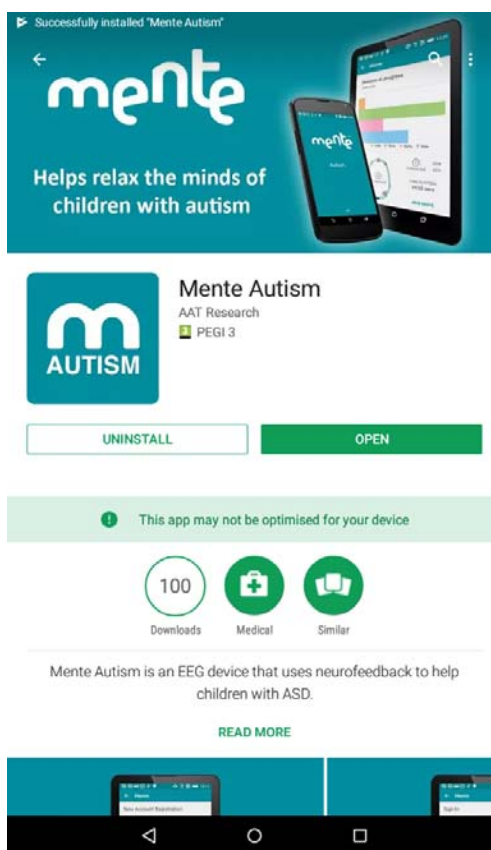 Successfully installed "Mente Autism"
mente
Helps relax the minds of
children with autism
mente
Autism
Mente Autism
AAT Research
3 PEGI 3
m
AUTISM
UNINSTALL
OPEN
This app may not be optimised for your device
100
Downloads
Medical
Similar
Mente Autism is an EEG device that uses neurofeedback to help
children with ASD.
READ MORE
New Account Registration
Sign In